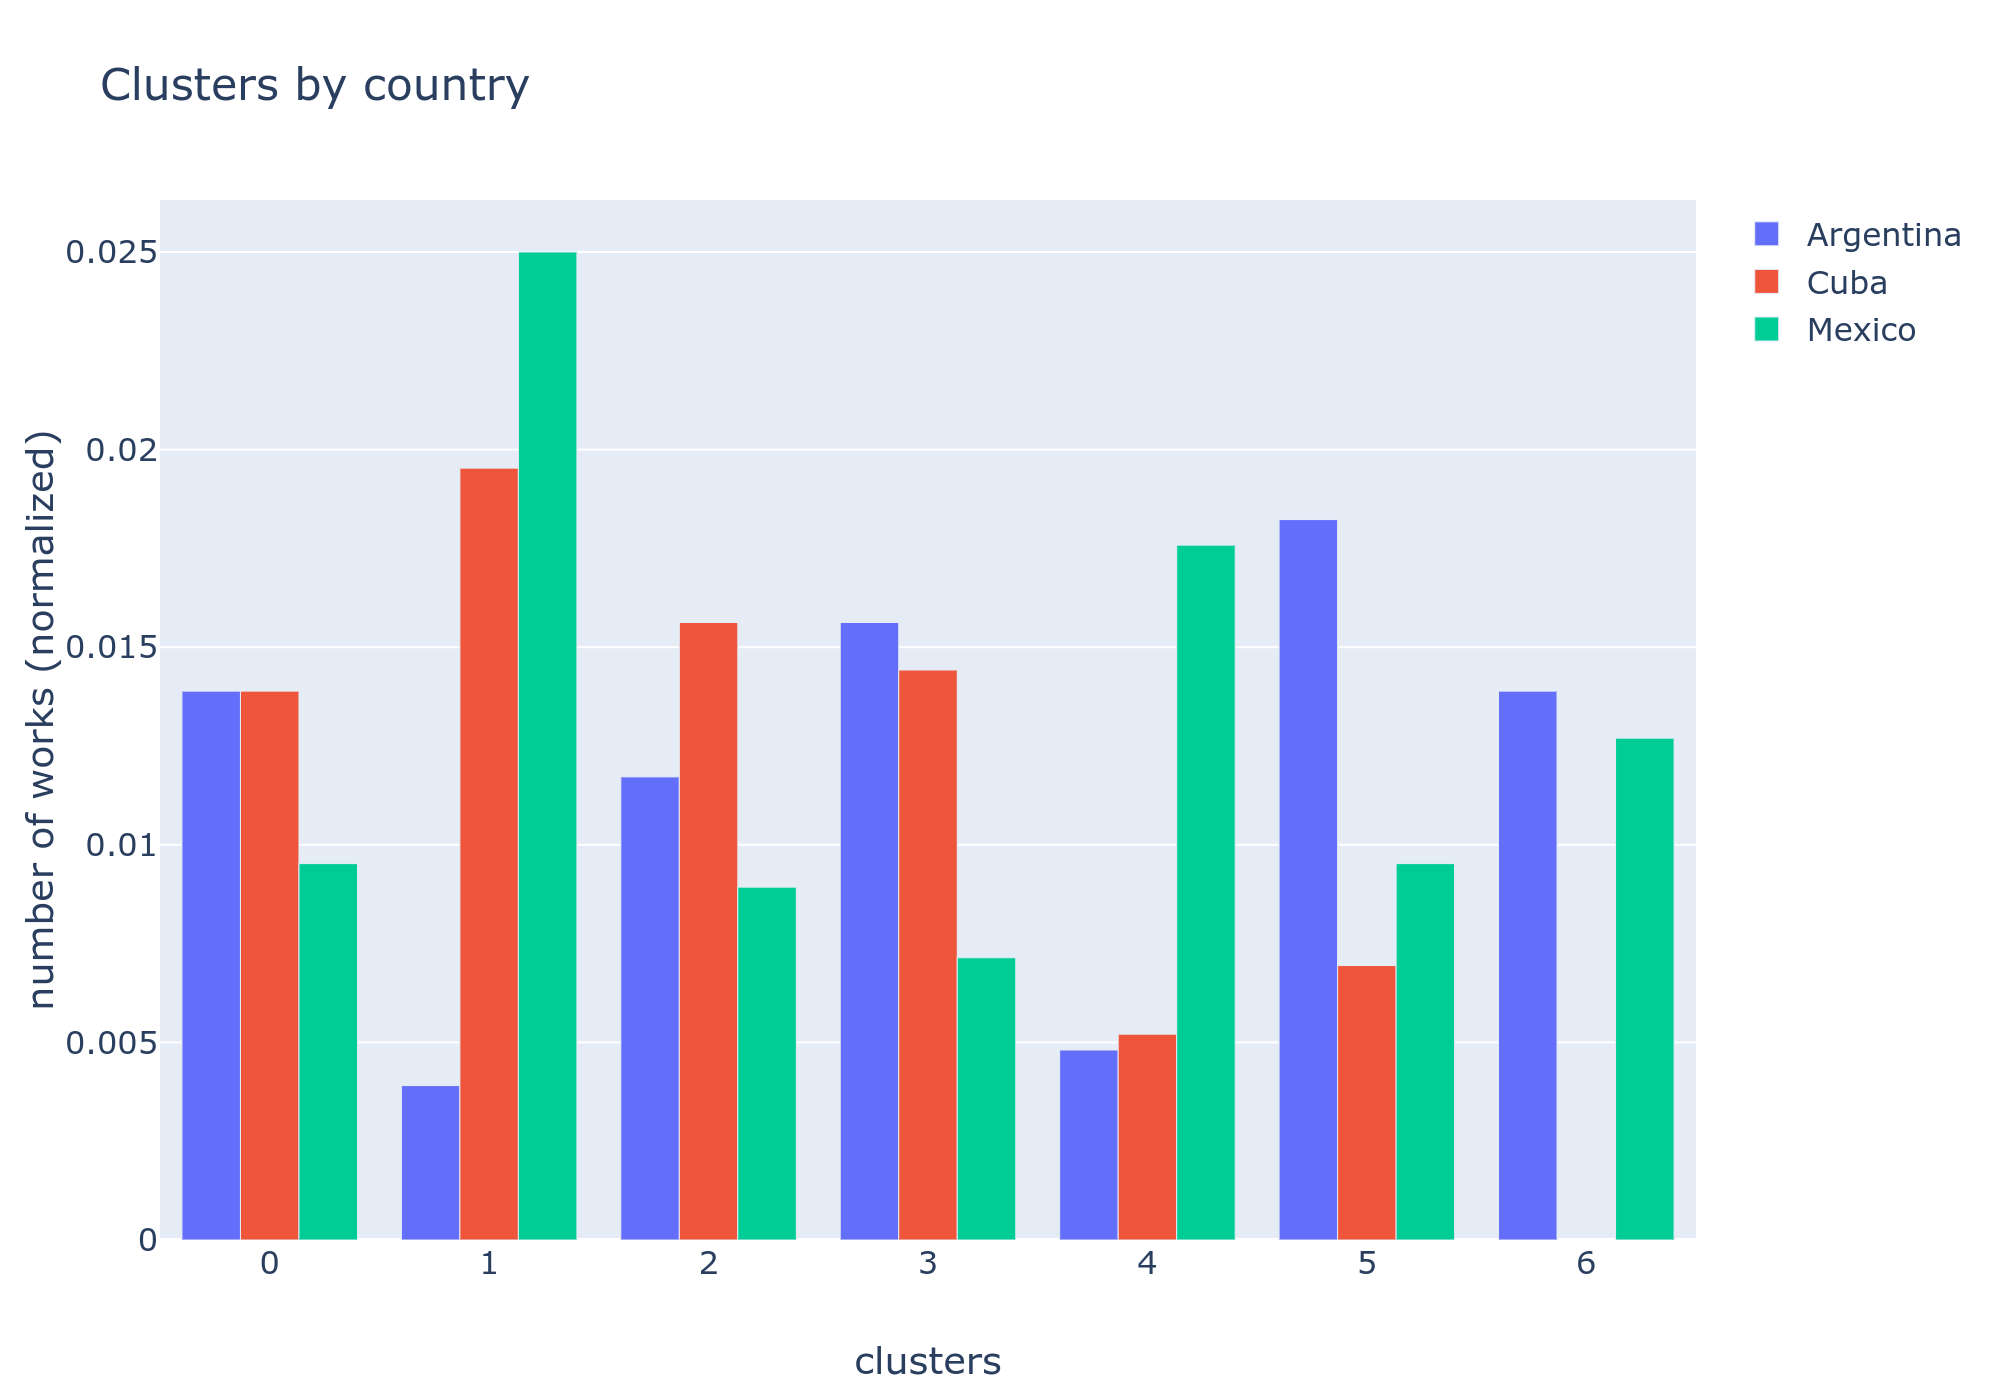 Clusters by country
Argentina
Cuba
Mexico
number of works (normalized)
0.025
0.02
0.015
0.01
0.005
0
0 1 2 3 4 5 6
clusters